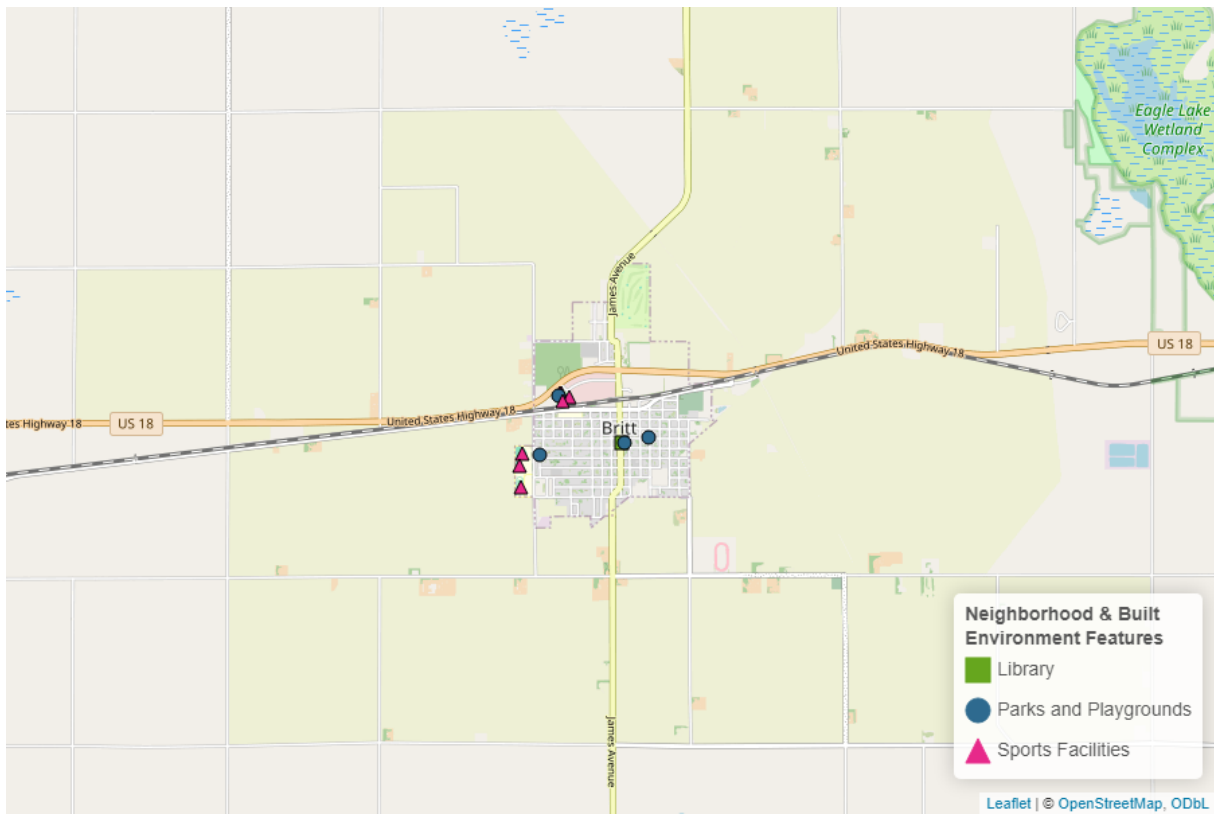 Eagle Lake
Wetland
Complex
James Avenue
United States Highway 18
US 18
tes Highway 18
US 18
United States Highway 18
Britt
James Avenue
Neighborhood & Built
Environment Features
Library
Parks and Playgrounds
Sports Facilities
Leaflet | © OpenStreetMap, ODbL